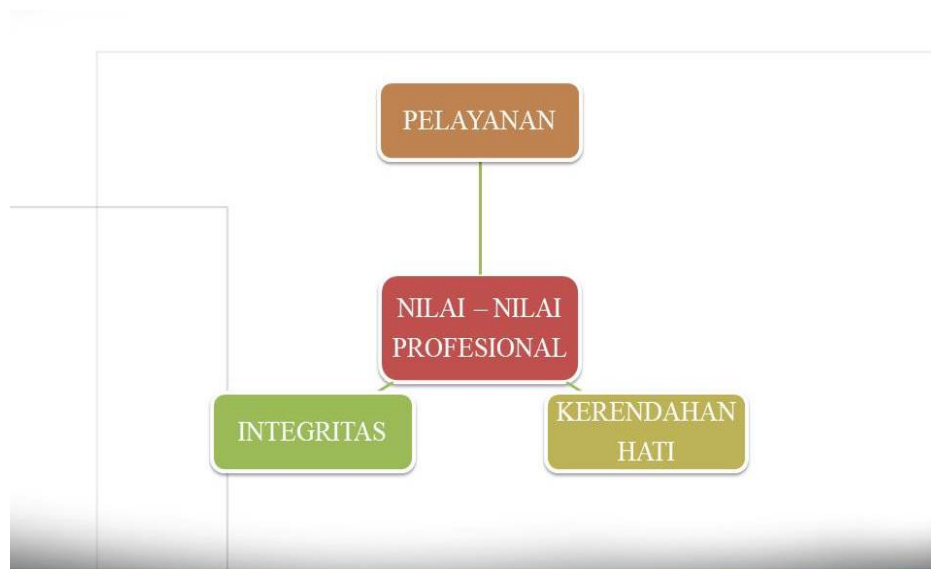 PELAYANAN
NILAI – NILAI
PROFESIONAL
INTEGRITAS
KERENDAHAN
HATI